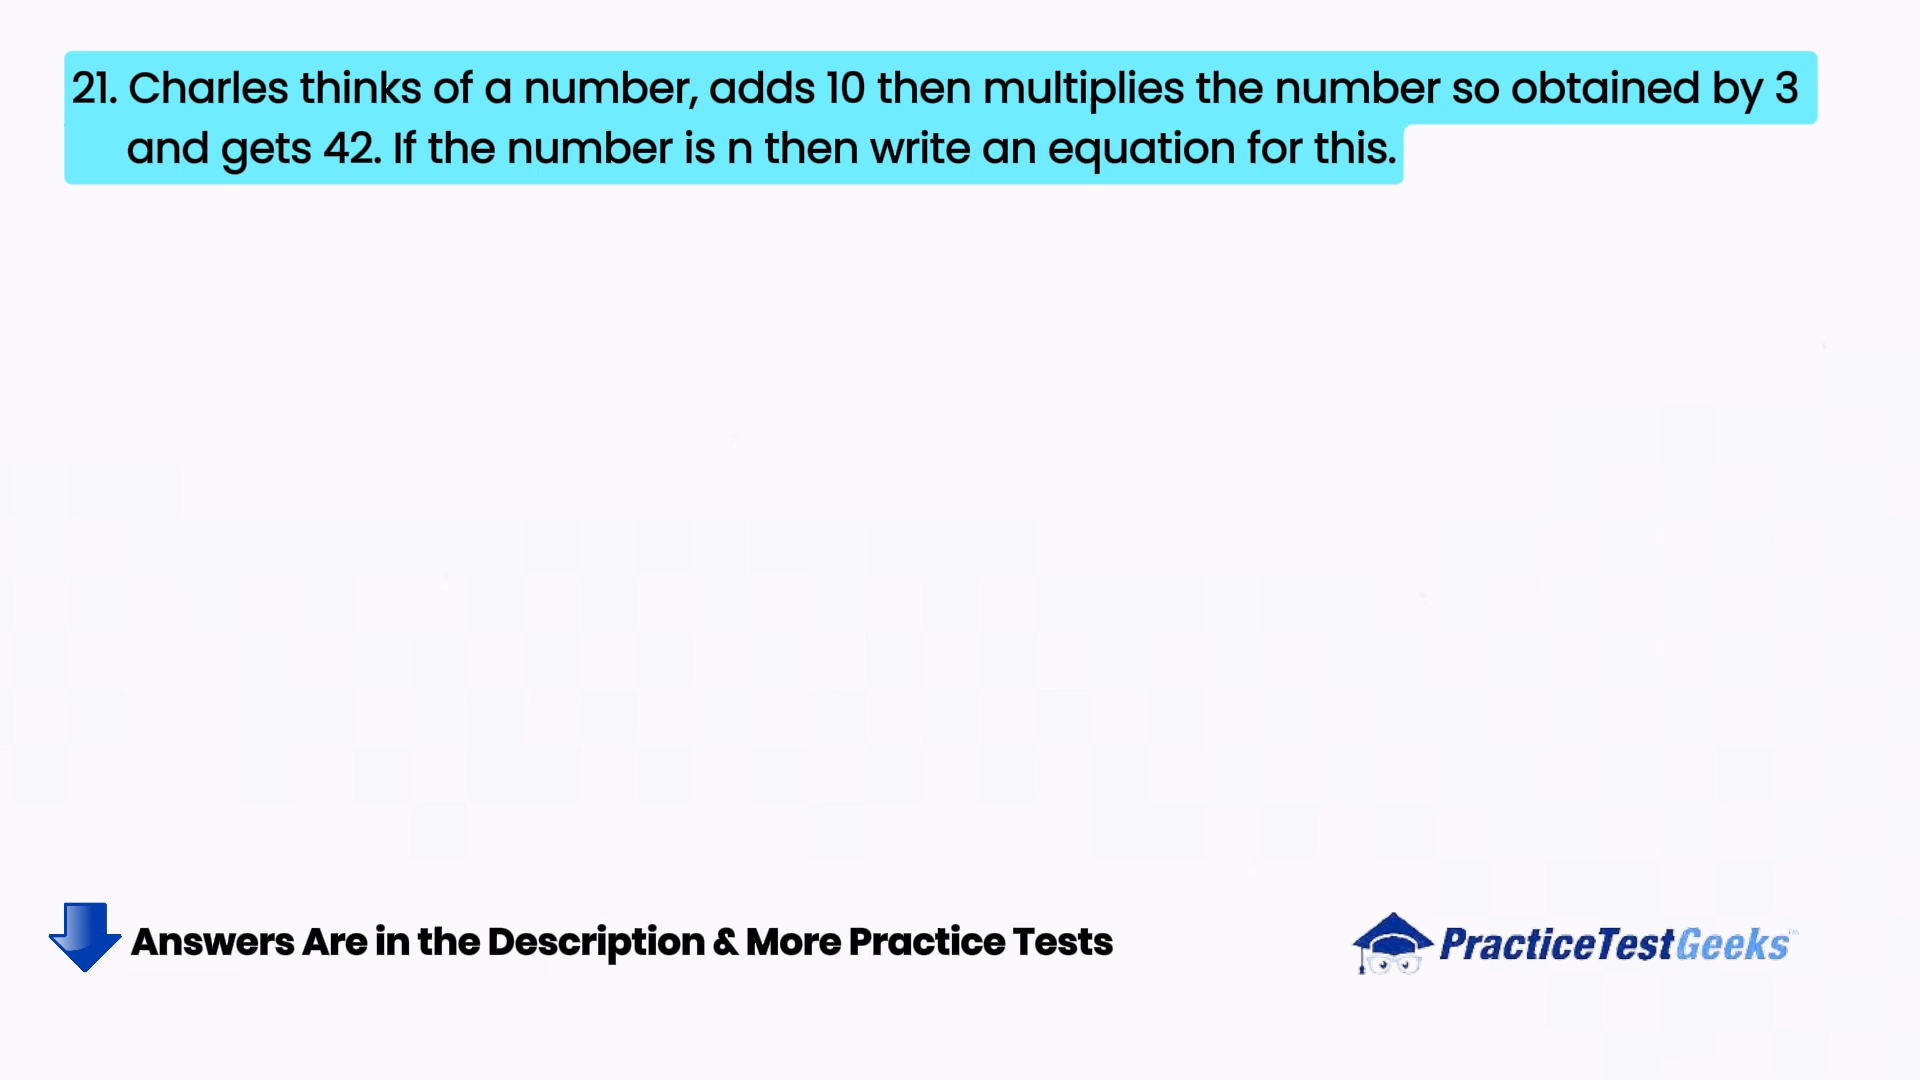 21. Charles thinks of a number, adds 10 then multiplies the number so obtained by 3
and gets 42. If the number is n then write an equation for this.
Answers Are in the Description & More Practice Tests
PracticeTestGeeks™